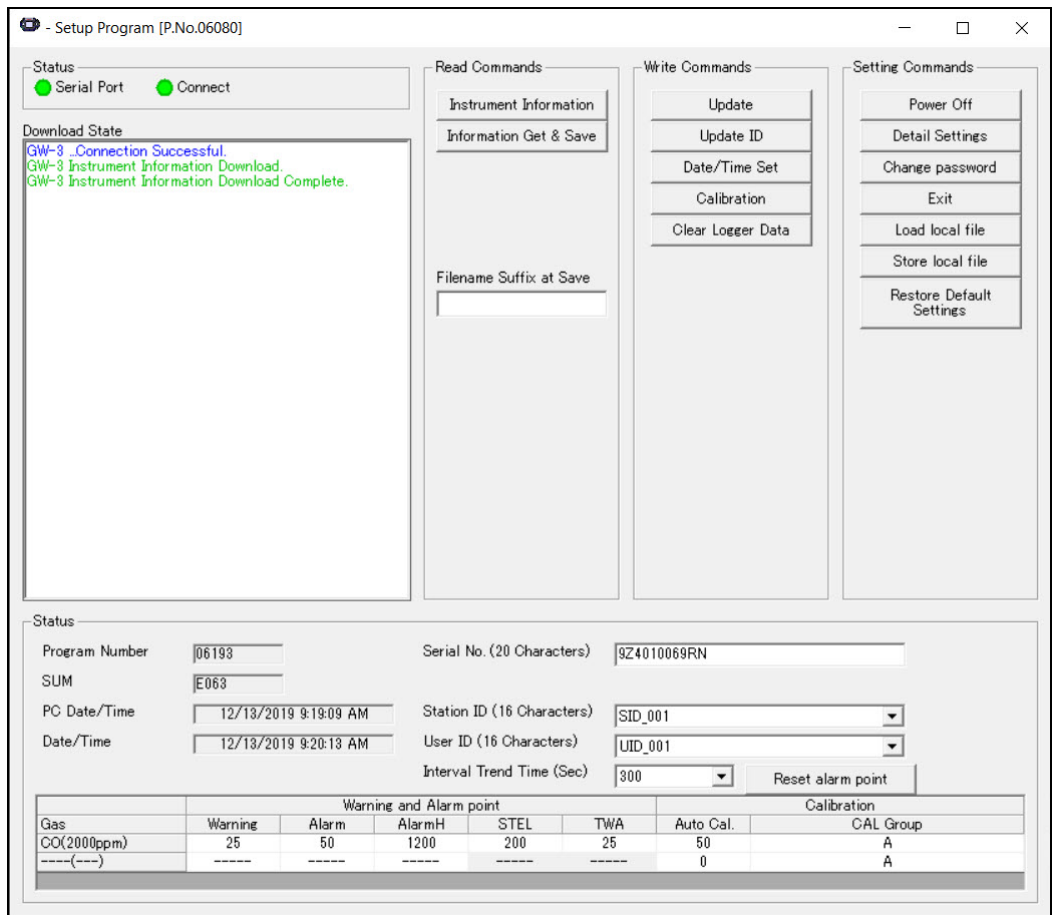 - Setup Program [P.No.06080]
Status
Serial Port Connect
Download State
GW-3 ...Connection Successful.
GW-3 Instrument Information Download.
GW-3 Instrument Information Download Complete.
Read Commands
Instrument Information
Information Get & Save
Filename Suffix at Save
Write Commands
Update
Update ID
Date/Time Set
Calibration
Clear Logger Data
Setting Commands
Power Off
Detail Settings
Change password
Exit
Load local file
Store local file
Restore Default
Settings
Status
Program Number 06193
SUM E063
PC Date/Time 12/13/2019 9:19:09 AM
Date/Time 12/13/2019 9:20:13 AM
Serial No. (20 Characters) 9Z4010069RN
Station ID (16 Characters) SID_001
User ID (16 Characters) UID_001
Interval Trend Time (Sec) 300 Reset alarm point
Warning and Alarm point Calibration
Gas Warning Alarm AlarmH STEL TWA Auto Cal. CAL Group
CO(2000ppm) 25 50 1200 200 25 50 A
----(---) ----- ----- ----- ----- ----- 0 A